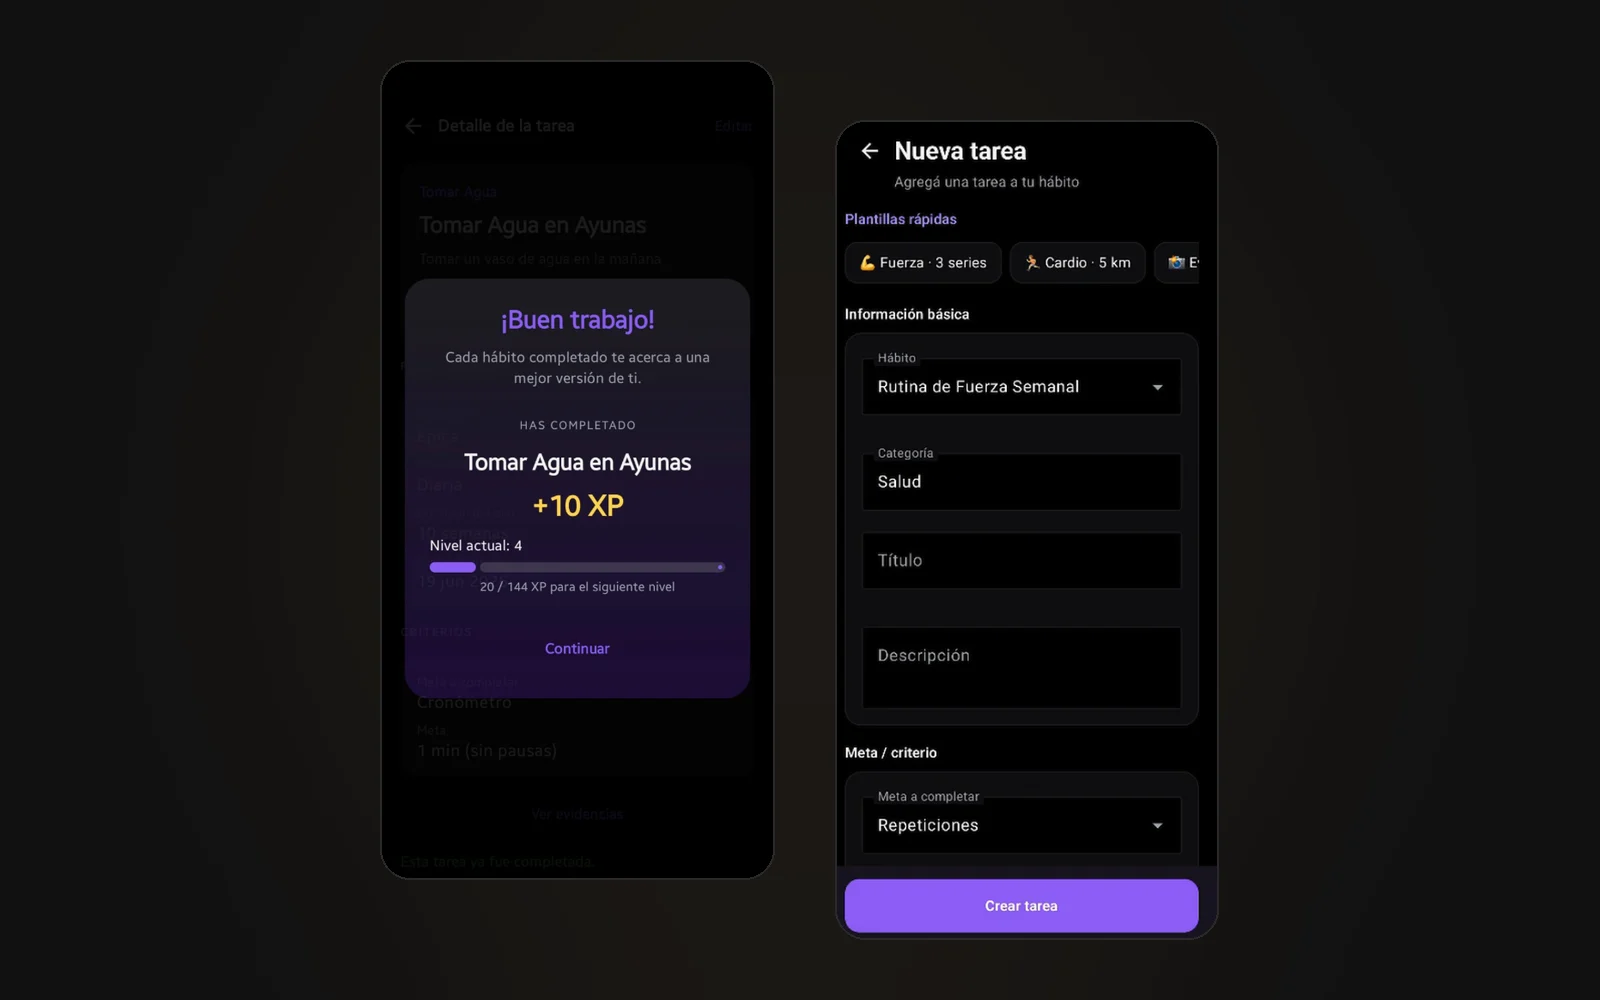 Detalle de la tarea
Editar
Tomar Agua
Tomar Agua en Ayunas
Tomar un vaso de agua en la mañana
¡Buen trabajo!
Cada hábito completado te acerca a una
mejor versión de ti.
HAS COMPLETADO
Tomar Agua en Ayunas
+10 XP
Nivel actual: 4
20 / 144 XP para el siguiente nivel
Continuar
CRITERIOS
Meta a completar
Cronómetro
Meta
1 min (sin pausas)
Ver evidencias
Esta tarea ya fue completada.
Nueva tarea
Agregá una tarea a tu hábito
Plantillas rápidas
💪 Fuerza · 3 series
🏃 Cardio · 5 km
📸 E
Información básica
Hábito
Rutina de Fuerza Semanal
Categoría
Salud
Título
Descripción
Meta / criterio
Meta a completar
Repeticiones
Crear tarea